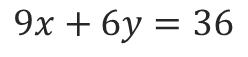 9x + 6y = 36